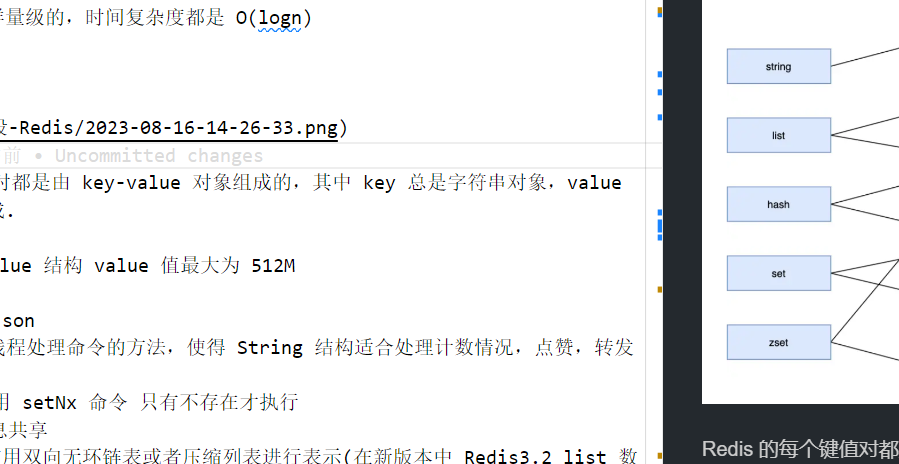 样量级的，时间复杂度都是 O(logn)
-Redis/2023-08-16-14-26-33.png)
前 • Uncommitted changes
对都是由 key-value 对象组成的，其中 key 总是字符串对象，value
成.
lue 结构 value 值最大为 512M
son
线程处理命令的方法，使得 String 结构适合处理计数情况，点赞，转发
用 setNx 命令 只有不存在才执行
息共享
用双向无环链表或者压缩列表进行表示(在新版本中 Redis3.2 list 数
string
list
hash
set
zset
Redis 的每个键值对都